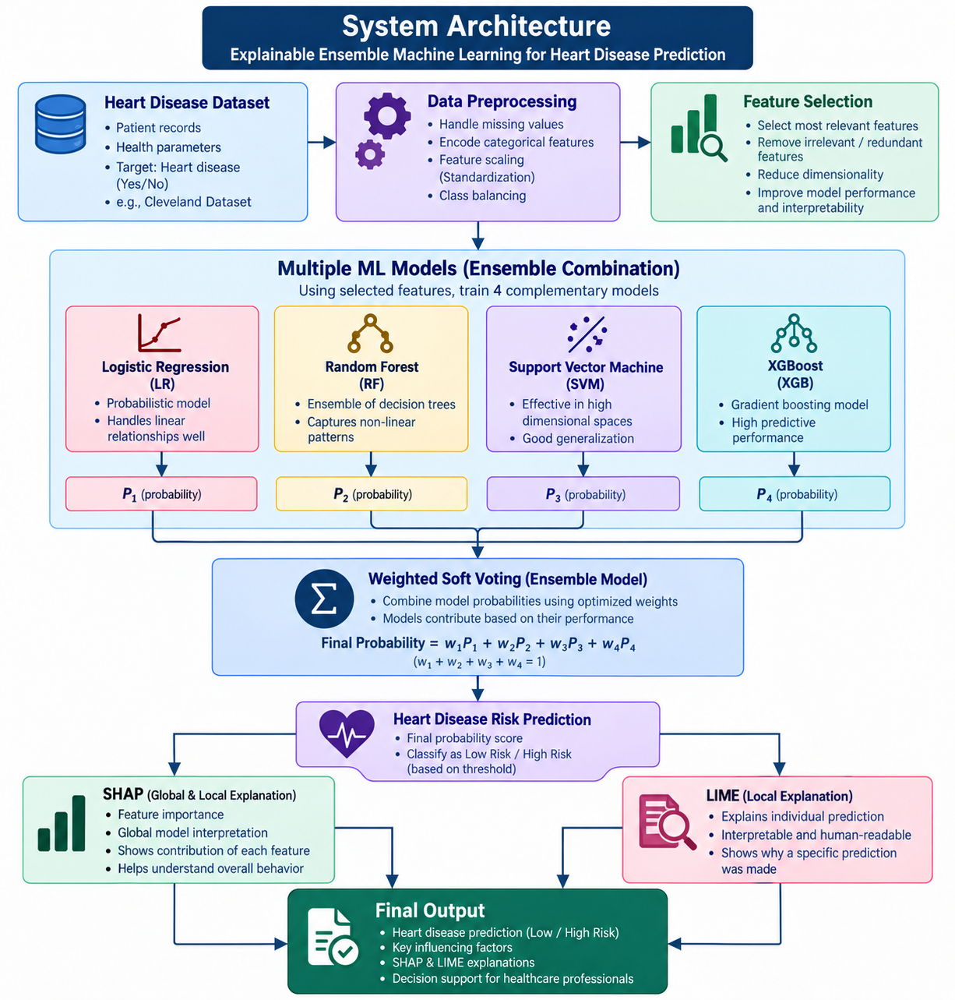 System Architecture
Explainable Ensemble Machine Learning for Heart Disease Prediction
Heart Disease Dataset
• Patient records
• Health parameters
• Target: Heart disease
(Yes/No)
• e.g., Cleveland Dataset
Data Preprocessing
• Handle missing values
• Encode categorical features
• Feature scaling
(Standardization)
• Class balancing
Feature Selection
• Select most relevant features
• Remove irrelevant / redundant
features
• Reduce dimensionality
• Improve model performance
and interpretability
Multiple ML Models (Ensemble Combination)
Using selected features, train 4 complementary models
Logistic Regression
(LR)
• Probabilistic model
• Handles linear
relationships well
Random Forest
(RF)
• Ensemble of decision trees
• Captures non-linear
patterns
Support Vector Machine
(SVM)
• Effective in high
dimensional spaces
• Good generalization
XGBoost
(XGB)
• Gradient boosting model
• High predictive
performance
P₁ (probability)
P₂ (probability)
P₃ (probability)
P₄ (probability)
Σ
Weighted Soft Voting (Ensemble Model)
• Combine model probabilities using optimized weights
• Models contribute based on their performance
Final Probability = w₁P₁ + w₂P₂ + w₃P₃ + w₄P₄
(w₁ + w₂ + w₃ + w₄ = 1)
Heart Disease Risk Prediction
• Final probability score
• Classify as Low Risk / High Risk
(based on threshold)
SHAP (Global & Local Explanation)
• Feature importance
• Global model interpretation
• Shows contribution of each feature
• Helps understand overall behavior
LIME (Local Explanation)
• Explains individual prediction
• Interpretable and human-readable
• Shows why a specific prediction
was made
Final Output
• Heart disease prediction (Low / High Risk)
• Key influencing factors
• SHAP & LIME explanations
• Decision support for healthcare professionals